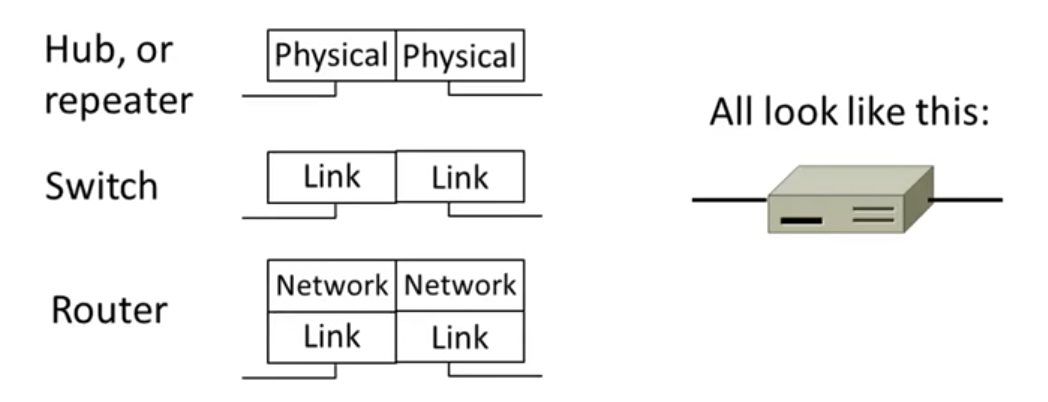 Hub, or
repeater
Physical Physical
All look like this:
Switch
Link Link
Router
Network Network
Link Link